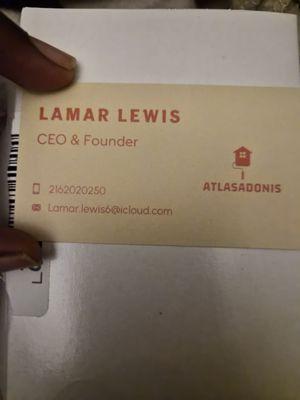 LAMAR LEWIS
CEO & Founder
ATLASADONIS
2162020250
Lamar.lewis6@icloud.com